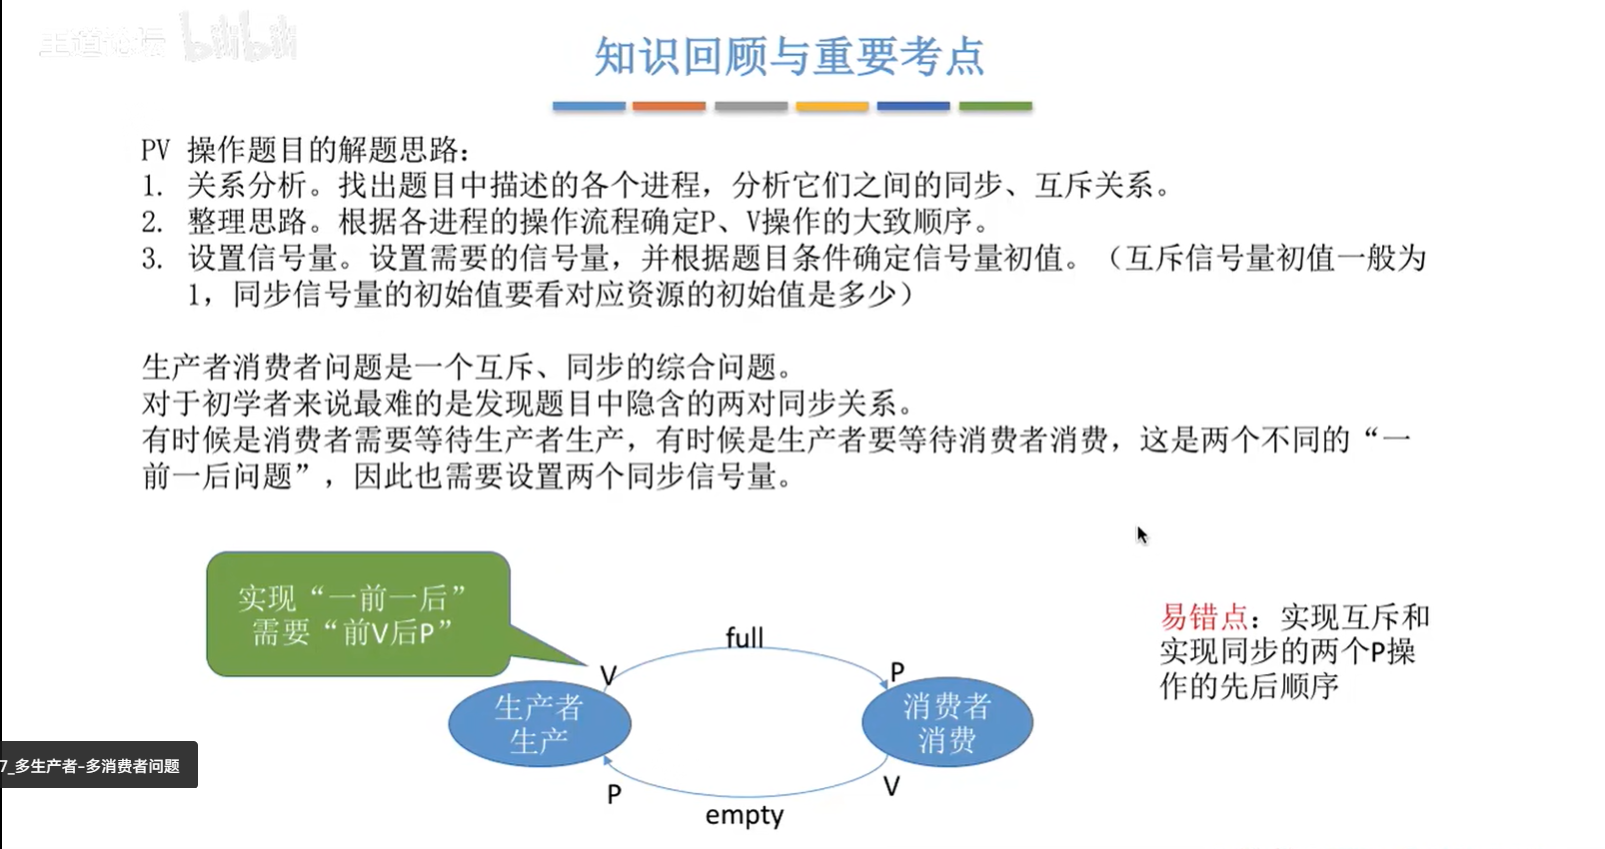 王道论坛 bilibili
知识回顾与重要考点
PV 操作题目的解题思路：
1. 关系分析。找出题目中描述的各个进程，分析它们之间的同步、互斥关系。
2. 整理思路。根据各进程的操作流程确定P、V操作的大致顺序。
3. 设置信号量。设置需要的信号量，并根据题目条件确定信号量初值。（互斥信号量初值一般为
1，同步信号量的初始值要看对应资源的初始值是多少）
生产者消费者问题是一个互斥、同步的综合问题。
对于初学者来说最难的是发现题目中隐含的两对同步关系。
有时候是消费者需要等待生产者生产，有时候是生产者要等待消费者消费，这是两个不同的“一
前一后问题”，因此也需要设置两个同步信号量。
实现“一前一后”
需要“前V后P”
full
V
P
生产者
生产
消费者
消费
P
V
empty
易错点：实现互斥和
实现同步的两个P操
作的先后顺序
7_多生产者-多消费者问题